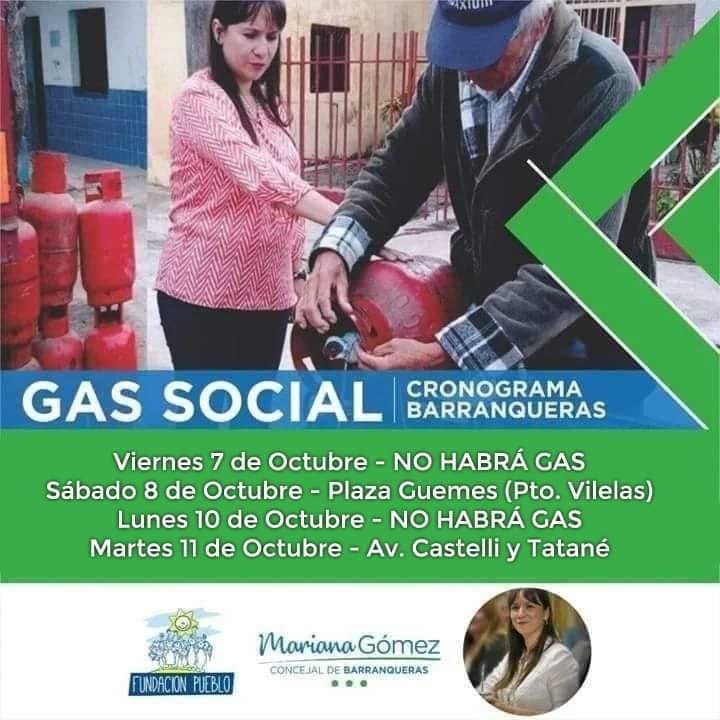 MAXIUM
GAS SOCIAL
CRONOGRAMA
BARRANQUERAS
Viernes 7 de Octubre - NO HABRÁ GAS
Sábado 8 de Octubre - Plaza Guemes (Pto. Vilelas)
Lunes 10 de Octubre - NO HABRÁ GAS
Martes 11 de Octubre - Av. Castelli y Tatané
FUNDACION PUEBLO
Mariana Gómez
CONCEJAL DE BARRANQUERAS